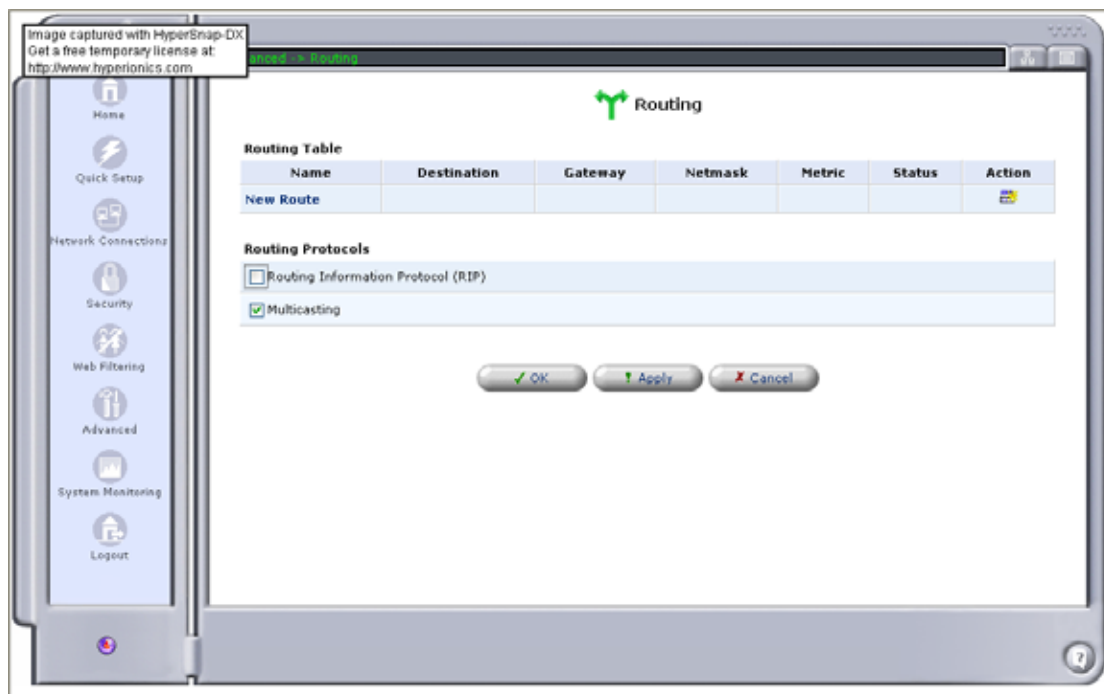 Image captured with HyperSnap-DX
Get a free temporary license at:
http://www.hyperionics.com
anced -> Routing
Home
Quick Setup
Network Connections
Security
Web Filtering
Advanced
System Monitoring
Logout
Routing
Routing Table
Name Destination Gateway Netmask Metric Status Action
New Route
Routing Protocols
Routing Information Protocol (RIP)
Multicasting
OK Apply Cancel
?